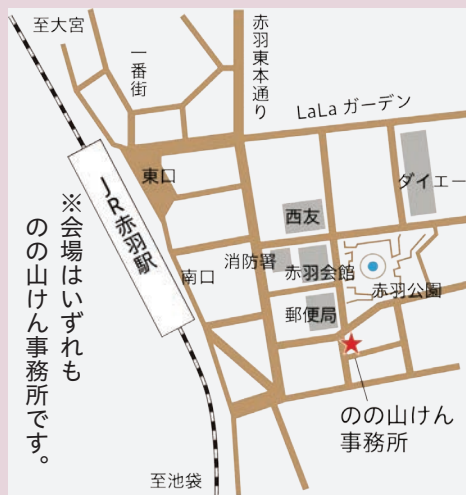 至大宮
一番街
赤羽東本通り
LaLa ガーデン
ダイエー
東口
JR赤羽駅
西友
※会場はいずれも
のの山けん事務所です。
南口
消防署
赤羽会館
赤羽公園
郵便局
のの山けん
事務所
至池袋